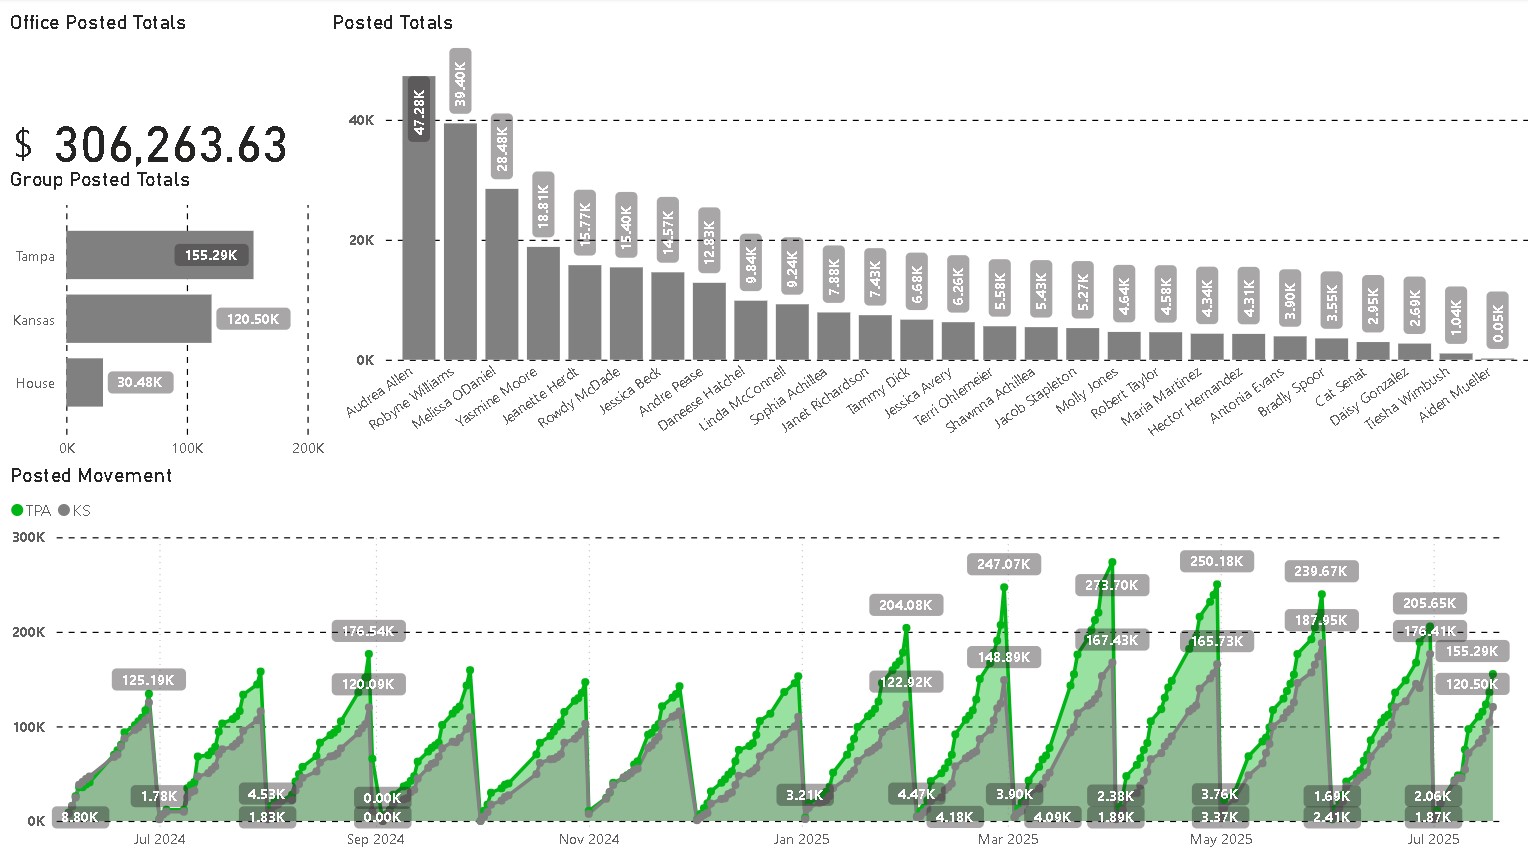 Office Posted Totals
$ 306,263.63
Group Posted Totals
Tampa 155.29K
Kansas 120.50K
House 30.48K
0K 100K 200K
Posted Totals
40K
20K
0K
47.28K 39.40K 28.48K 18.81K 15.77K 15.40K 14.57K 12.83K 9.84K 9.24K 7.88K 7.43K 6.68K 6.26K 5.58K 5.43K 5.27K 4.64K 4.58K 4.34K 4.31K 3.90K 3.55K 2.95K 2.69K 1.04K 0.05K
Audrea Allen
Robyne Williams
Melissa ODaniel
Yasmine Moore
Jeanette Herdt
Rowdy McDade
Jessica Beck
Andre Pease
Daneese Hatchel
Linda McConnell
Sophia Achillea
Janet Richardson
Tammy Dick
Jessica Avery
Terri Ohlemeier
Shawnna Achillea
Jacob Stapleton
Molly Jones
Robert Taylor
Maria Martinez
Hector Hernandez
Antonia Evans
Bradly Spoor
Cat Senat
Daisy Gonzalez
Tiesha Winbush
Aiden Mueller
Posted Movement
TPA KS
300K
200K
100K
0K
125.19K 176.54K 120.09K 204.08K 122.92K 247.07K 148.89K 273.70K 167.43K 250.18K 165.73K 239.67K 187.95K 205.65K 176.41K 155.29K 120.50K
1.78K 4.53K 0.00K 3.21K 4.47K 3.90K 2.38K 3.76K 1.69K 2.06K
8.80K 1.83K 0.00K 4.18K 4.09K 1.89K 3.37K 2.41K 1.87K
Jul 2024 Sep 2024 Nov 2024 Jan 2025 Mar 2025 May 2025 Jul 2025